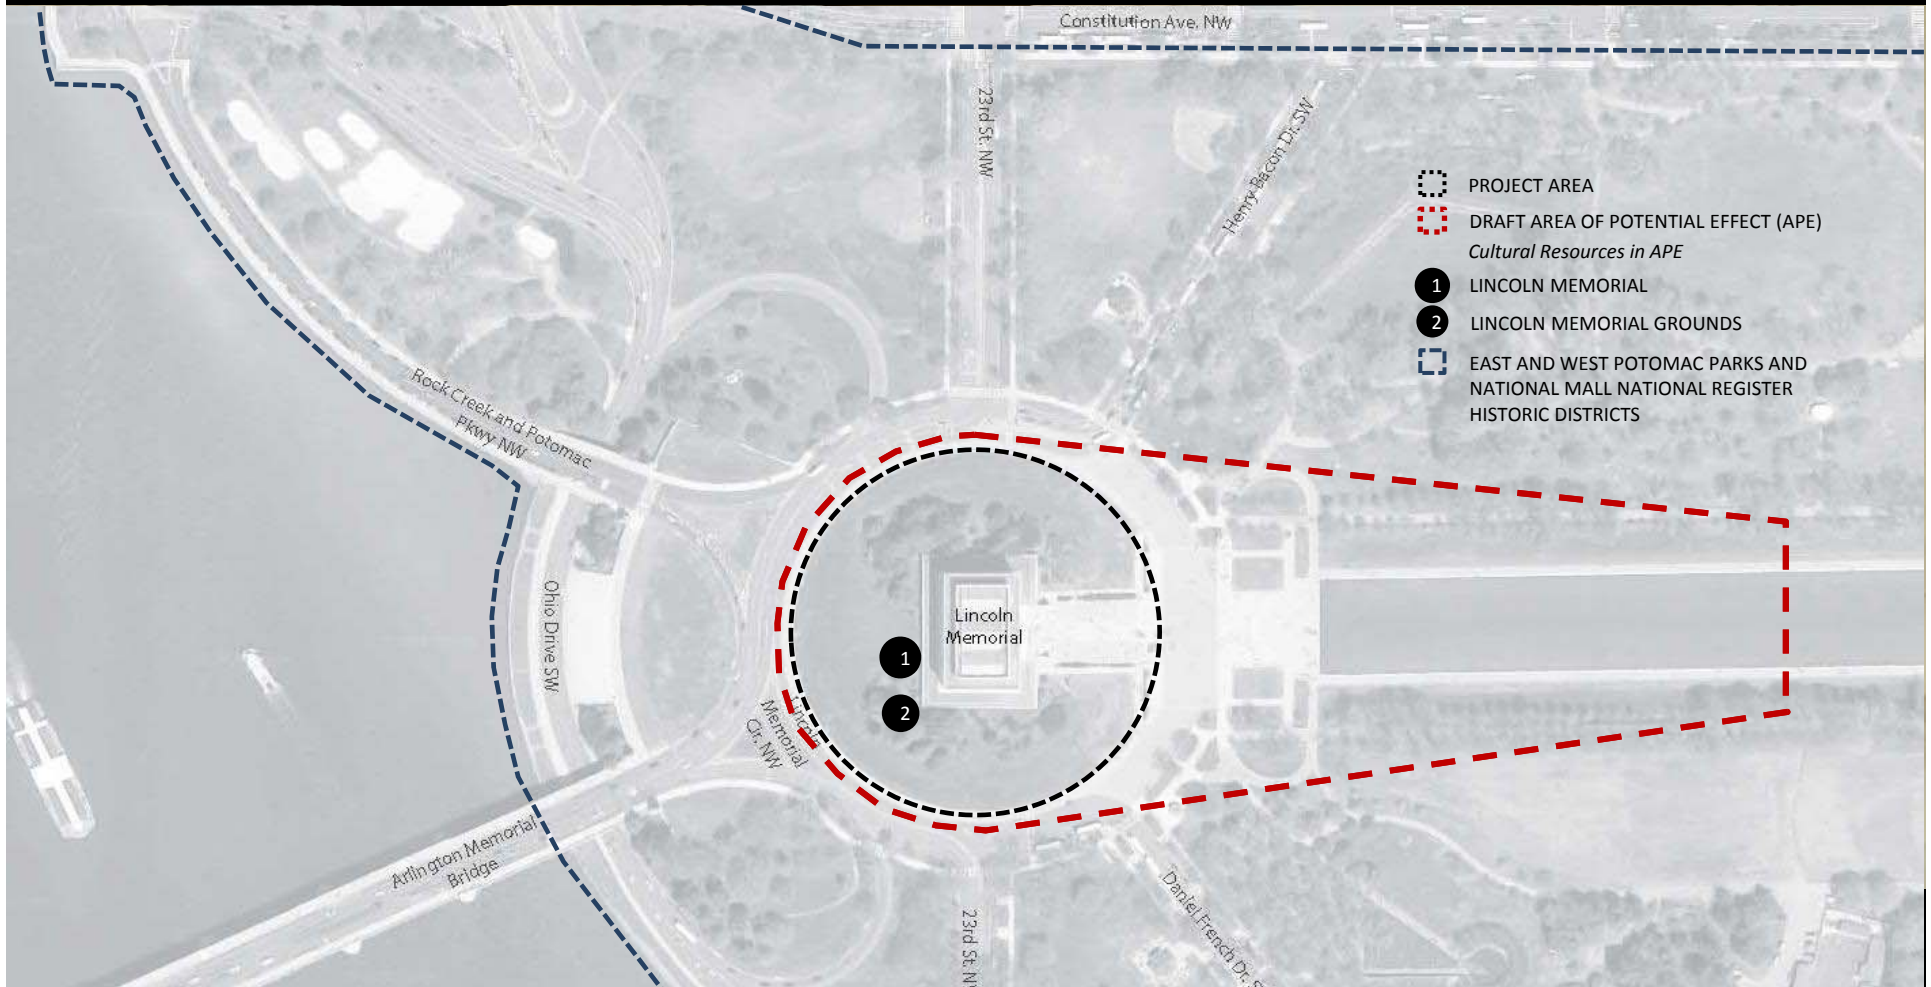 Constitution Ave. NW
23rd St. NW
Henry Bacon Dr. SW
PROJECT AREA
DRAFT AREA OF POTENTIAL EFFECT (APE)
Cultural Resources in APE
1 LINCOLN MEMORIAL
2 LINCOLN MEMORIAL GROUNDS
EAST AND WEST POTOMAC PARKS AND
NATIONAL MALL NATIONAL REGISTER
HISTORIC DISTRICTS
Rock Creek and Potomac
Pkwy NW
Ohio Drive SW
Lincoln
Memorial
1
2
Lincoln
Memorial
Cir. NW
Arlington Memorial
Bridge
Daniel French Dr.
23rd St.